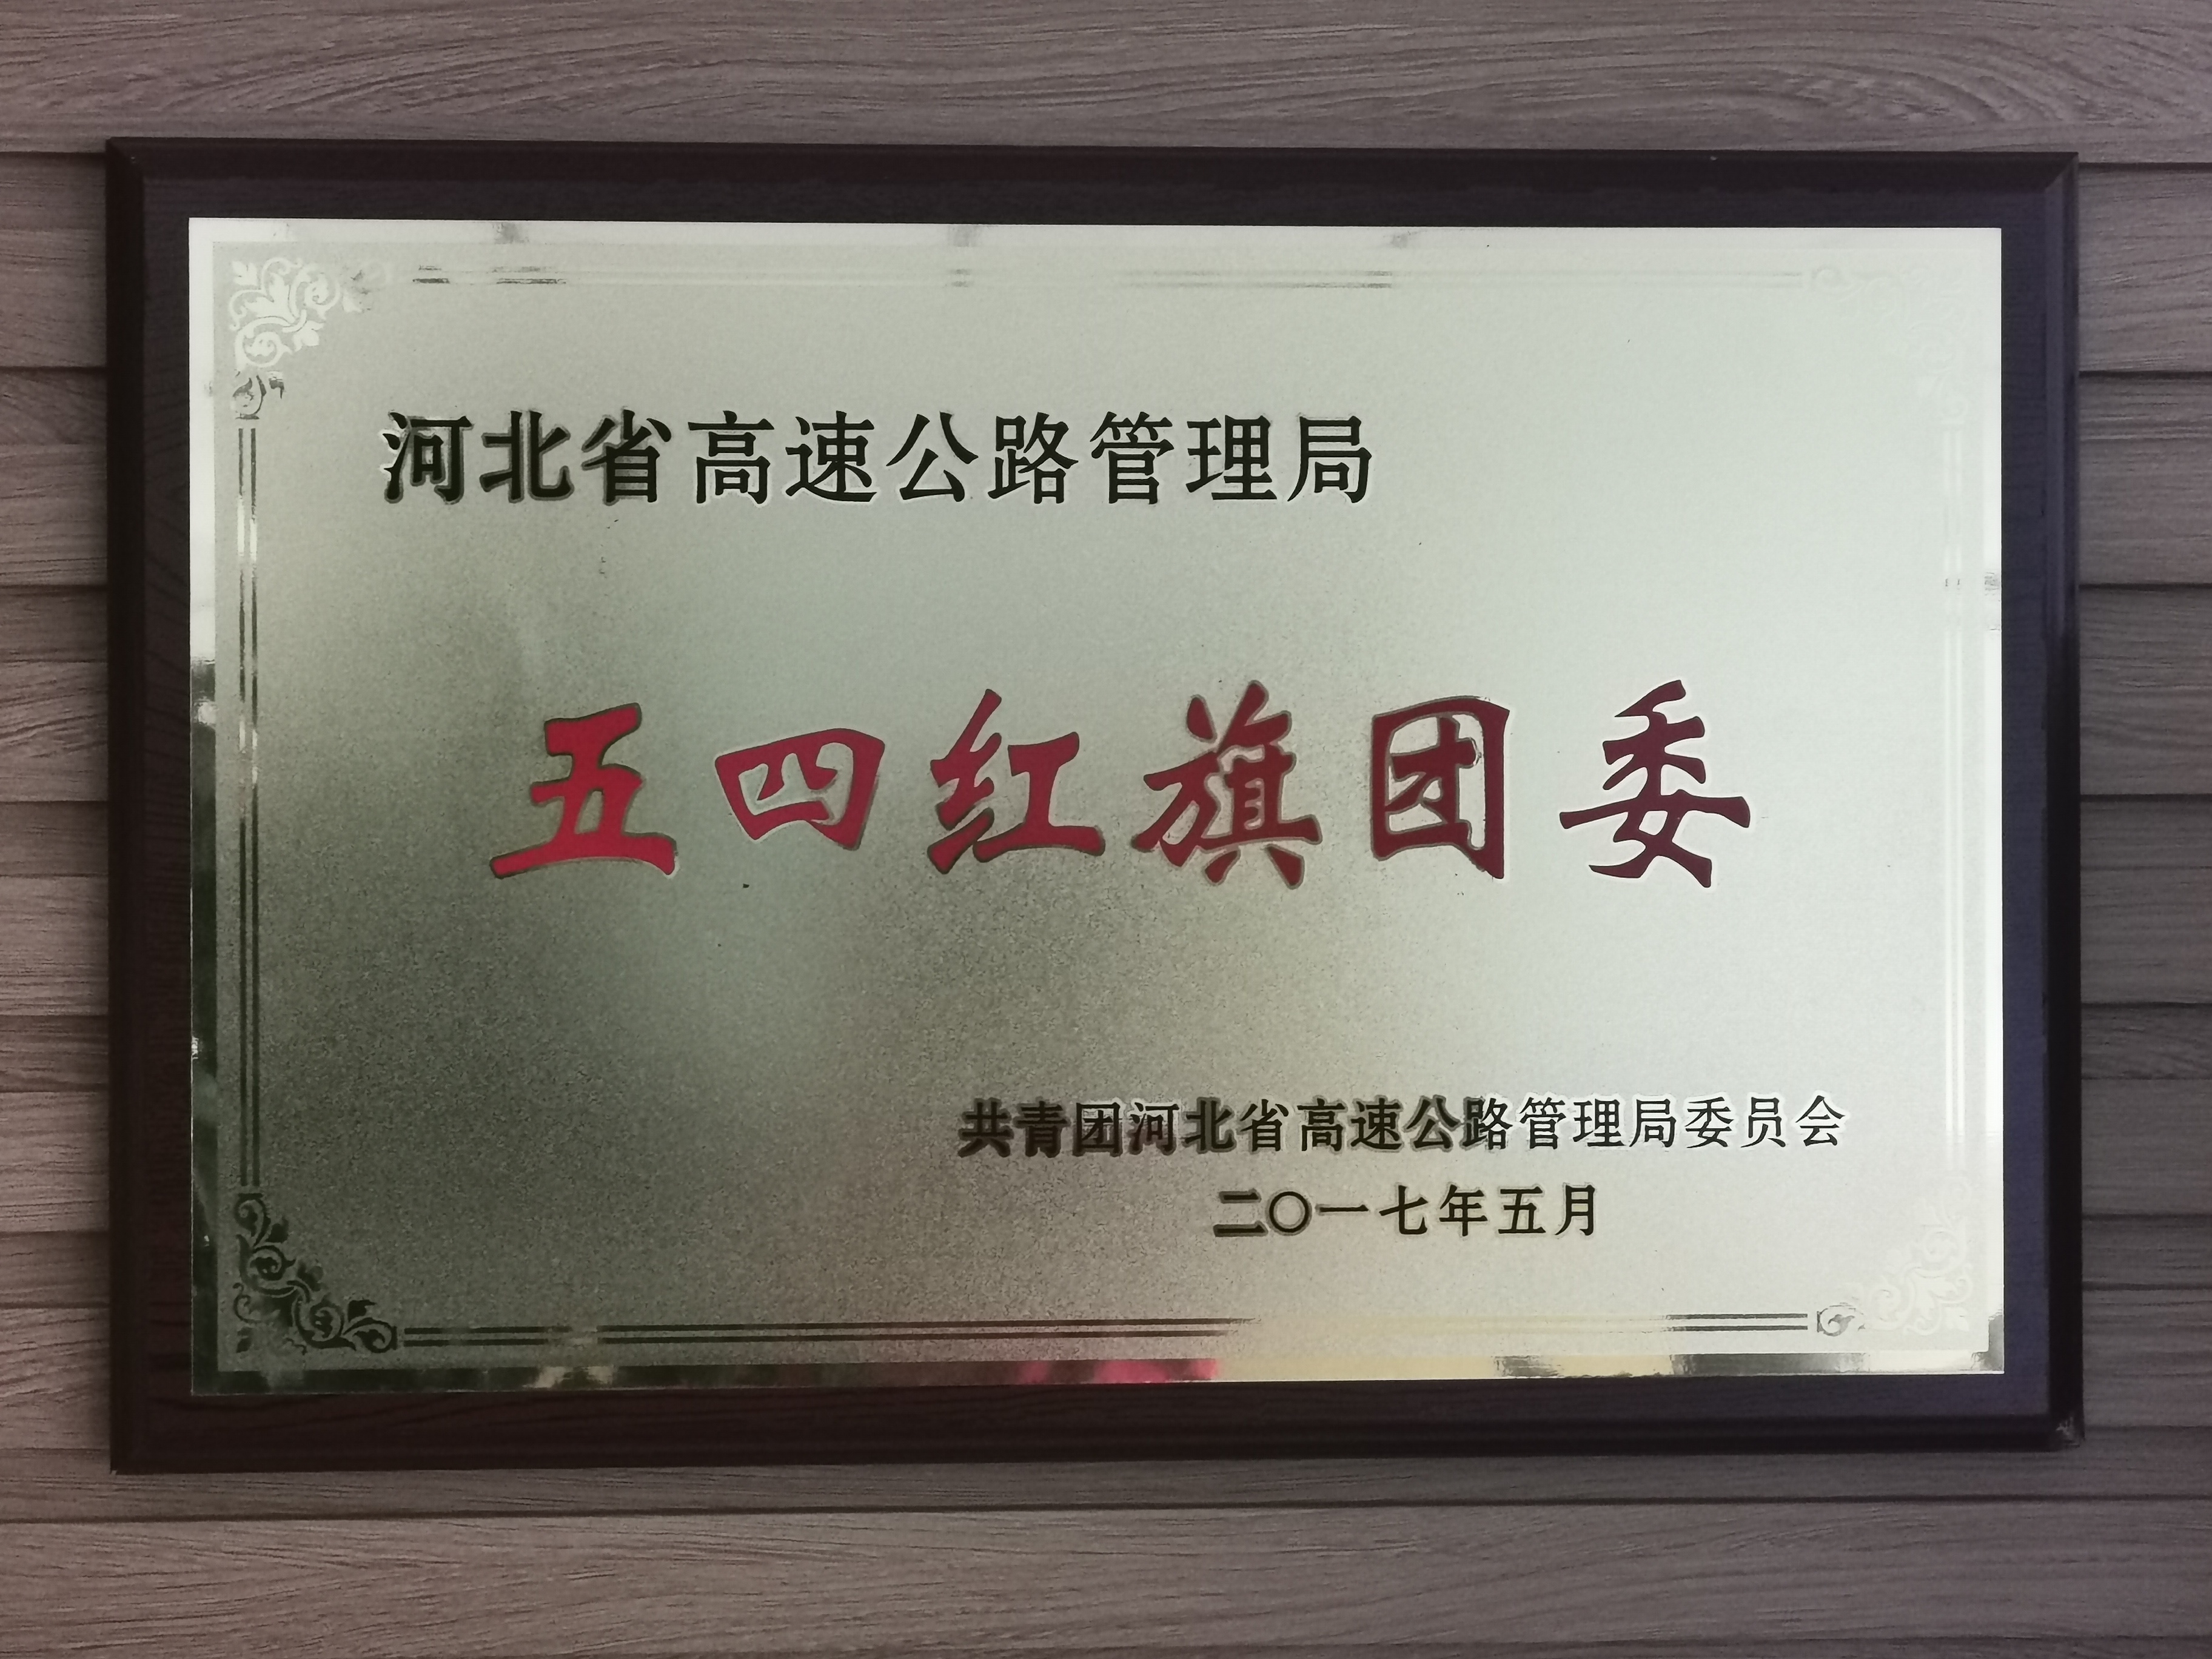 河北省高速公路管理局
五四红旗团委
共青团河北省高速公路管理局委员会
二〇一七年五月